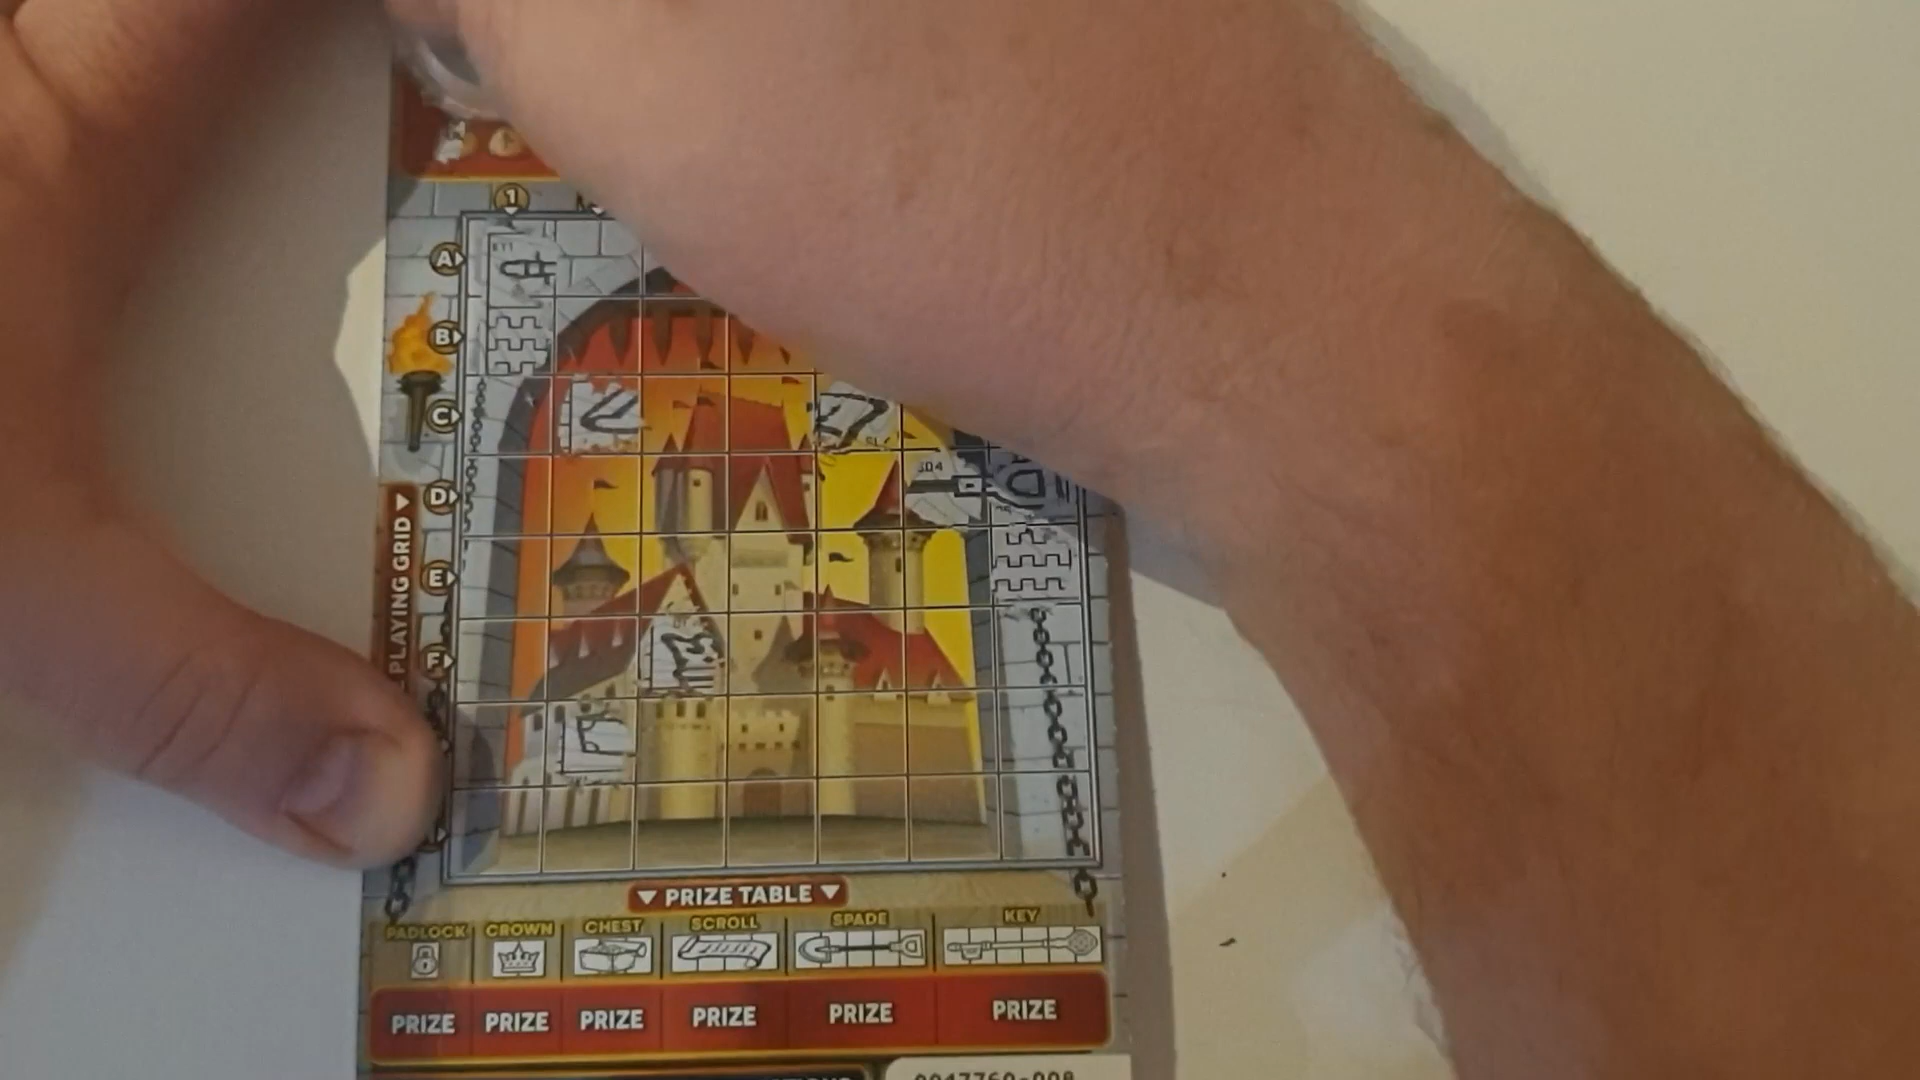 1
A
B
C
D
E
F
PLAYING GRID
PRIZE TABLE
PADLOCK CROWN CHEST SCROLL SPADE KEY
PRIZE PRIZE PRIZE PRIZE PRIZE PRIZE